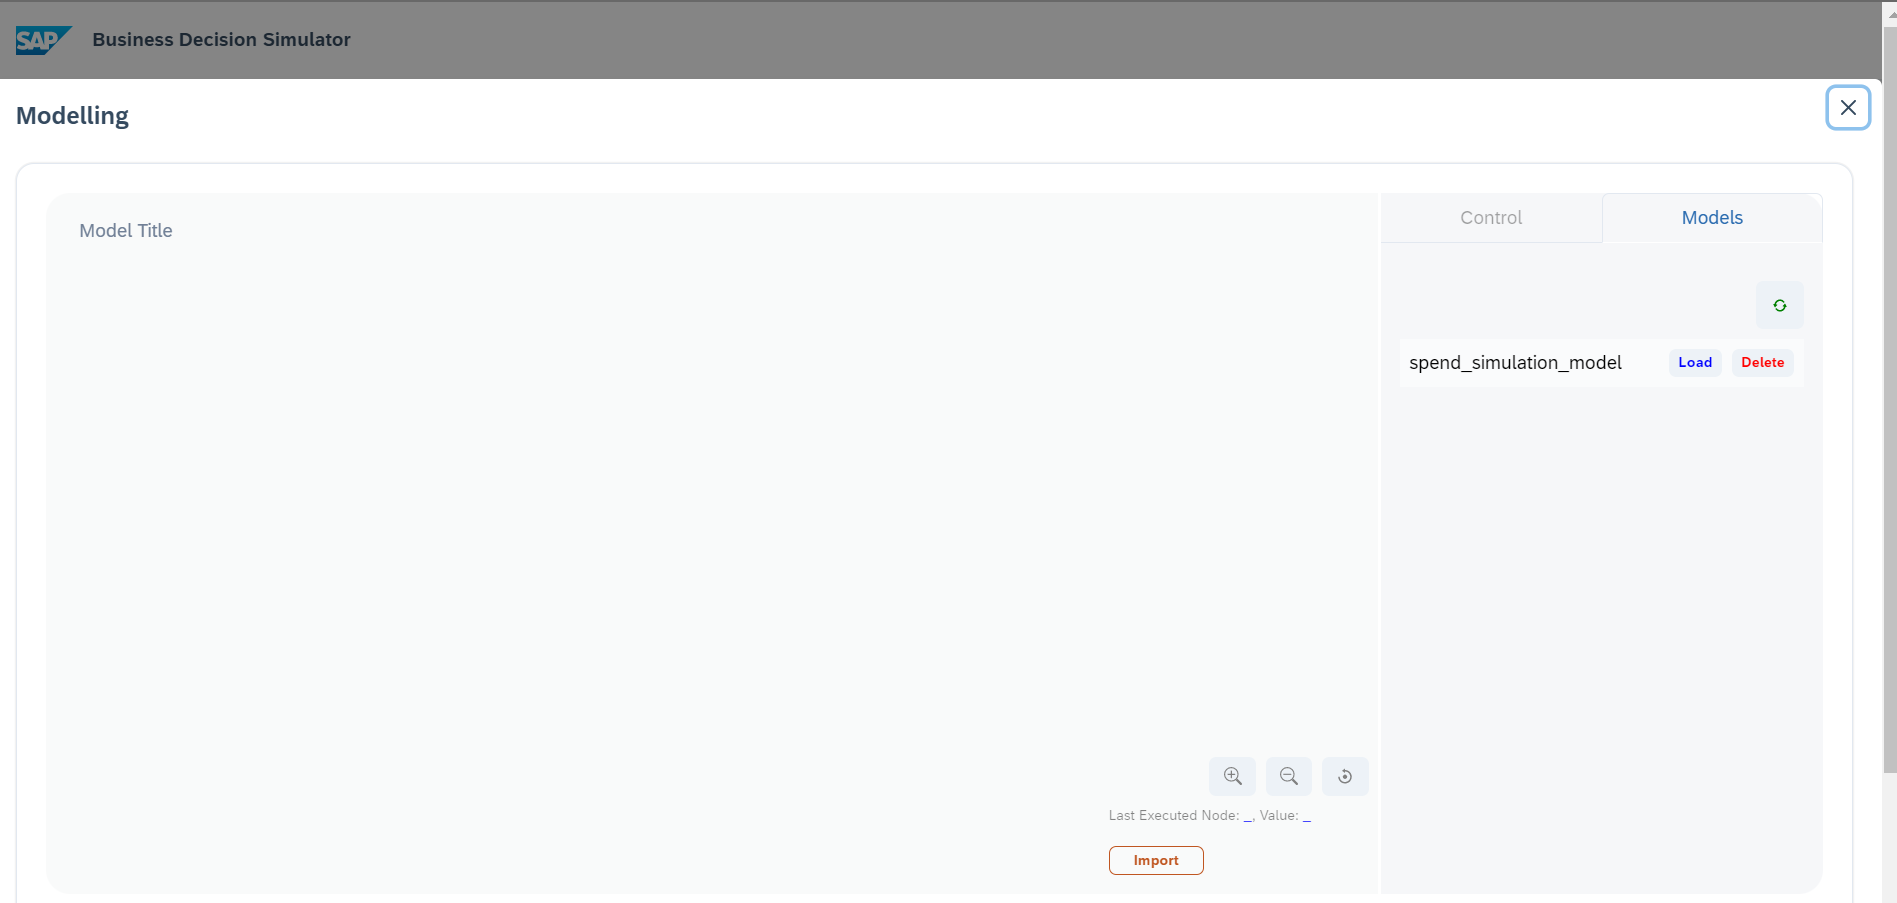 SAP Business Decision Simulator
Modelling
Model Title
Control Models
spend_simulation_model Load Delete
Last Executed Node: _, Value: _
Import